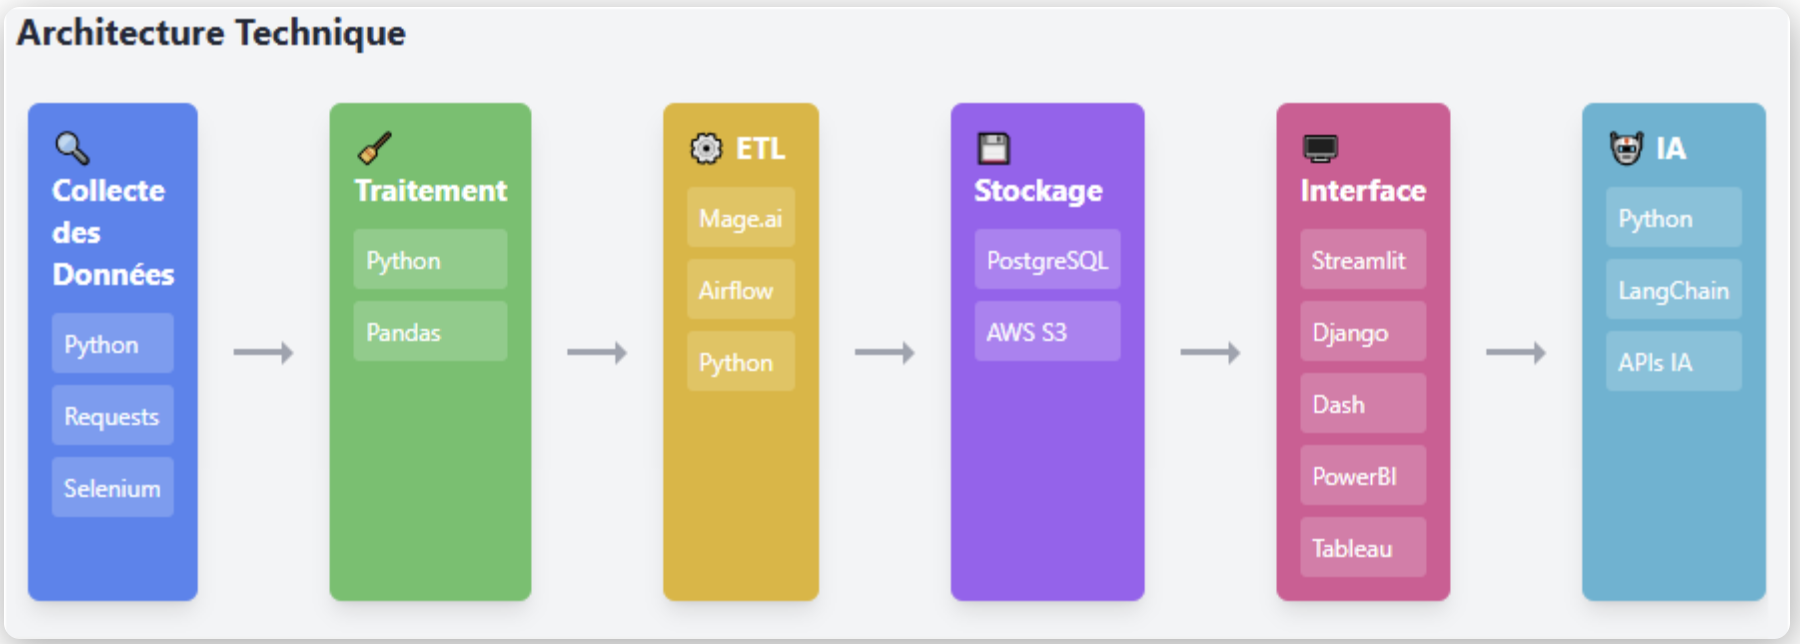 Architecture Technique
Collecte
des
Données
Python
Requests
Selenium
Traitement
Python
Pandas
ETL
Mage.ai
Airflow
Python
Stockage
PostgreSQL
AWS S3
Interface
Streamlit
Django
Dash
PowerBI
Tableau
IA
Python
LangChain
APIs IA